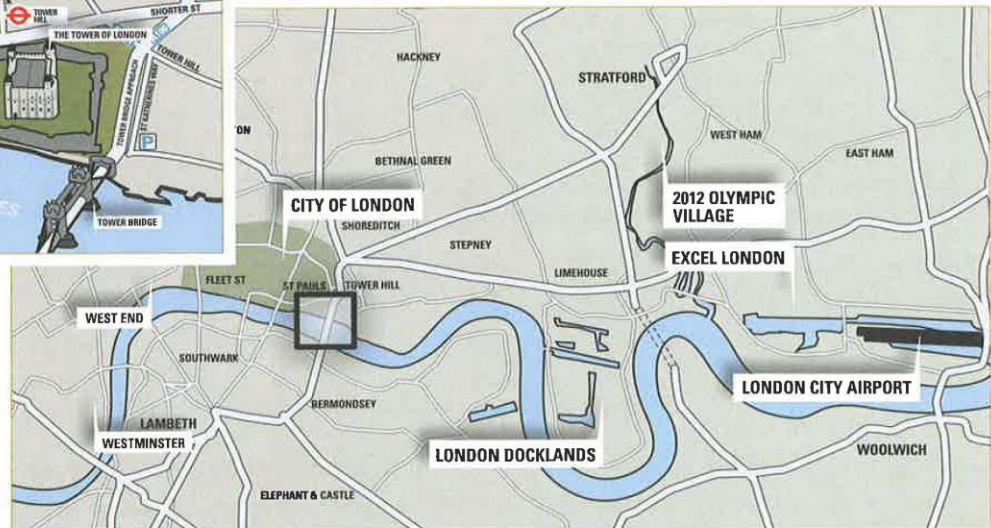 TOWER
HILL
SHORTER ST
THE TOWER OF LONDON
TOWER HILL
TOWER BRIDGE APPROACH
ST KATHERINES WAY
P
TOWER BRIDGE
HACKNEY
STRATFORD
TON
WEST HAM
EAST HAM
BETHNAL GREEN
CITY OF LONDON
2012 OLYMPIC
VILLAGE
SHOREDITCH
STEPNEY
EXCEL LONDON
LIMEHOUSE
FLEET ST
ST PAULS
TOWER HILL
WEST END
SOUTHWARK
LONDON CITY AIRPORT
BERMONDSEY
LAMBETH
WESTMINSTER
LONDON DOCKLANDS
WOOLWICH
ELEPHANT & CASTLE